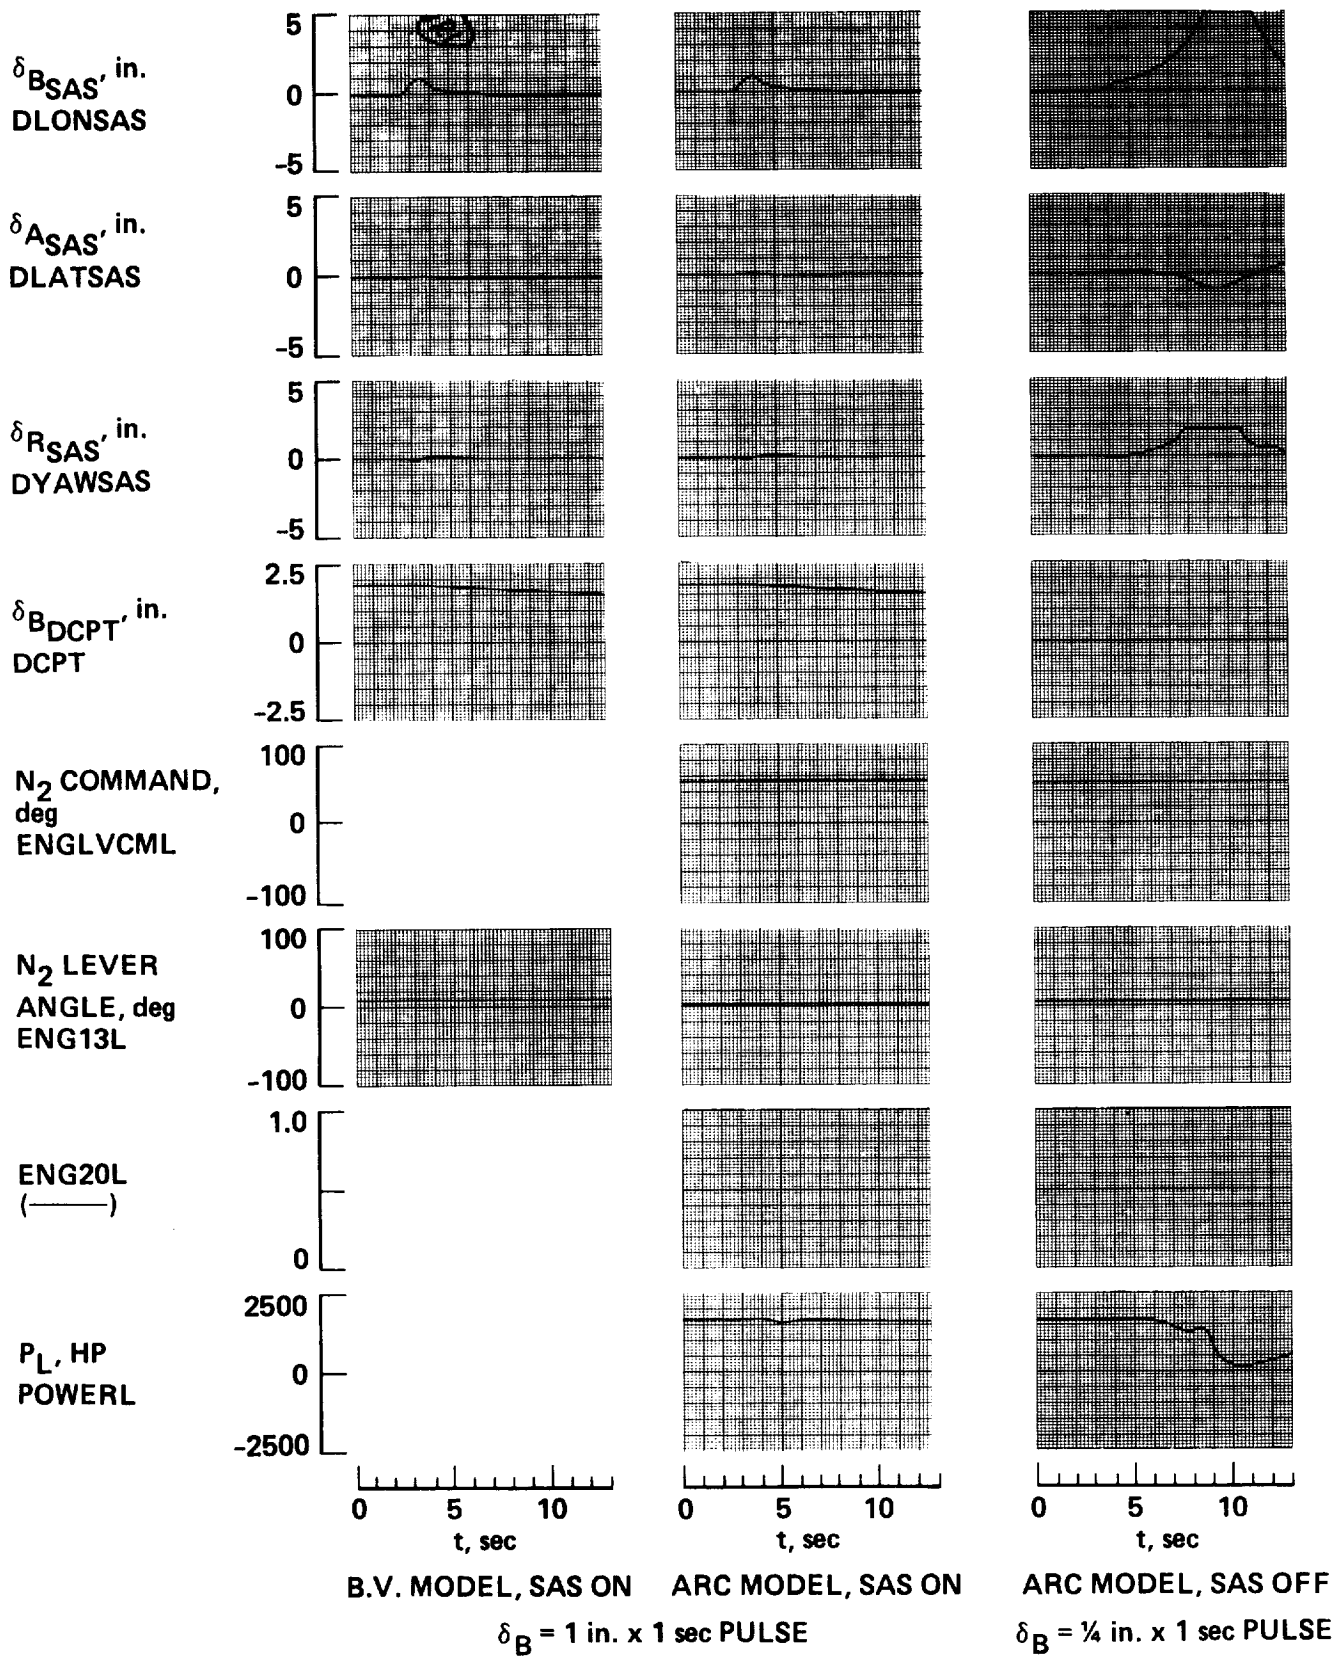 5
δBSAS, in.
0
DLONSAS
-5
5
δASAS, in.
0
DLATSAS
-5
5
δRSAS, in.
0
DYAWSAS
-5
2.5
δBDCPT, in.
0
DCPT
-2.5
100
N2 COMMAND,
deg
0
ENGLVCML
-100
100
N2 LEVER
ANGLE, deg
0
ENG13L
-100
1.0
ENG20L
(———)
0
2500
PL, HP
0
POWERL
-2500
0 5 10 0 5 10 0 5 10
t, sec t, sec t, sec
B.V. MODEL, SAS ON ARC MODEL, SAS ON ARC MODEL, SAS OFF
δB = 1 in. x 1 sec PULSE δB = ¼ in. x 1 sec PULSE